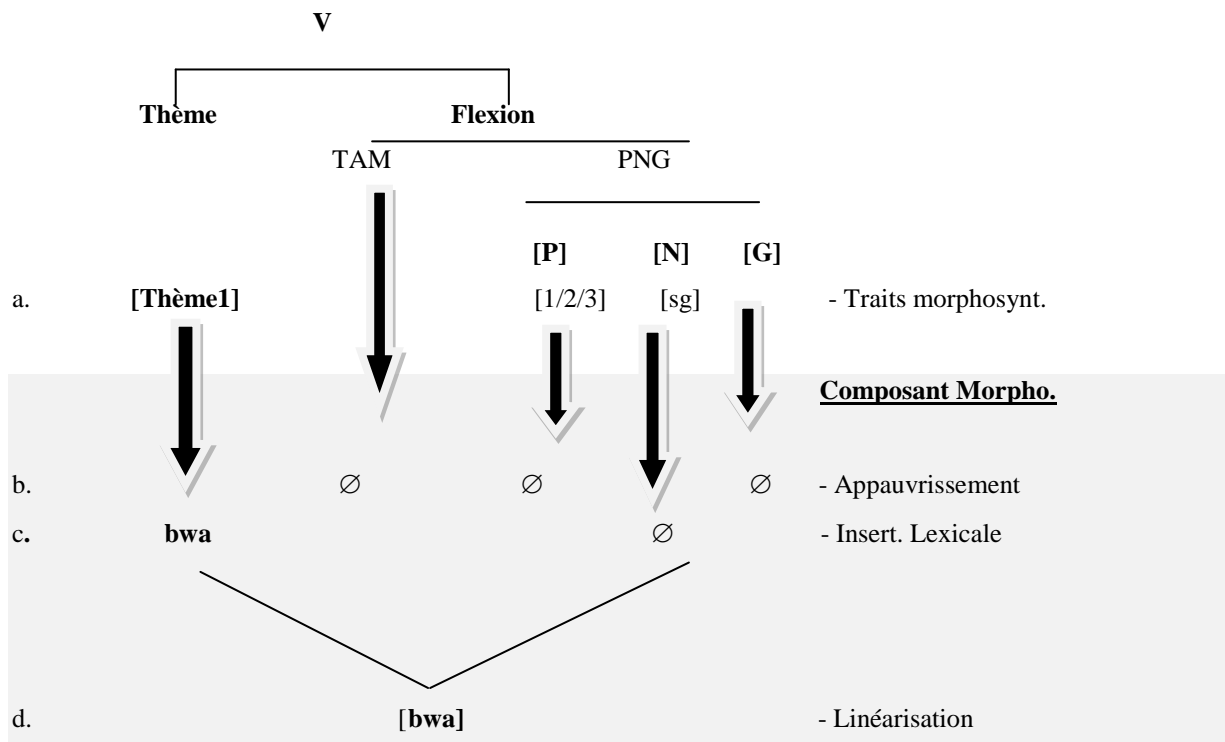 V
Thème Flexion
TAM PNG
[P] [N] [G]
a. [Thème1] [1/2/3] [sg] - Traits morphosynt.
Composant Morpho.
b. ∅ ∅ ∅ - Appauvrissement
c. bwa ∅ - Insert. Lexicale
d. [bwa] - Linéarisation